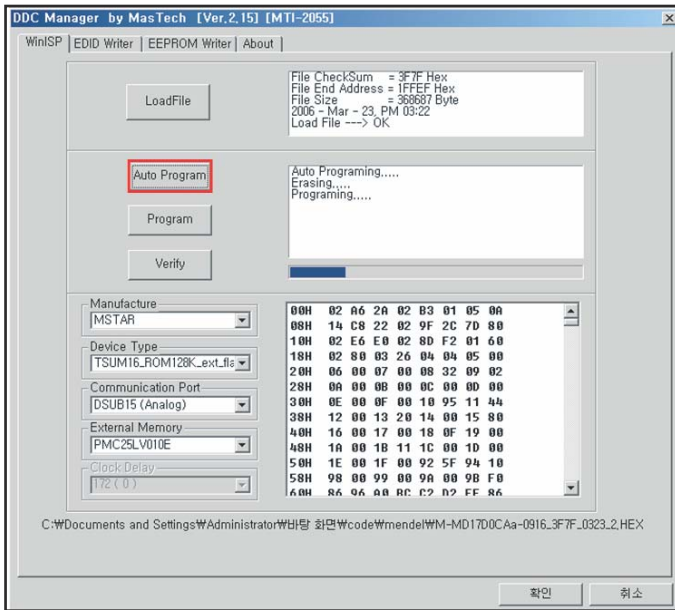 DDC Manager by MasTech [Ver,2,15] [MTI-2055]
WinISP EDID Writer EEPROM Writer About
LoadFile
File CheckSum = 3F7F Hex
File End Address = 1FFEF Hex
File Size = 368687 Byte
2006 - Mar - 23, PM 03:22
Load File ---> OK
Auto Program
Program
Verify
Auto Programing.....
Erasing,....
Programing.....
Manufacture
MSTAR
Device Type
TSUM16_ROM128K_ext_fla
Communication Port
DSUB15 (Analog)
External Memory
PMC25LV010E
Clock Delay
172 ( 0 )
00H 02 A6 2A 02 B3 01 05 0A
08H 14 C8 22 02 9F 2C 7D 80
10H 02 E6 E0 02 8D F2 01 60
18H 02 80 03 26 04 04 05 00
20H 06 00 07 00 08 32 09 02
28H 0A 00 0B 00 0C 00 0D 00
30H 0E 00 0F 00 10 95 11 44
38H 12 00 13 20 14 00 15 80
40H 16 00 17 00 18 0F 19 00
48H 1A 00 1B 11 1C 00 1D 00
50H 1E 00 1F 00 92 5F 94 10
58H 98 00 99 00 9A 00 9B F0
60H 86 96 A0 BC C2 D2 EE 86
C:₩Documents and Settings₩Administrator₩바탕 화면₩code₩mendel₩M-MD17D0CAa-0916_3F7F_0323_2,HEX
확인
취소